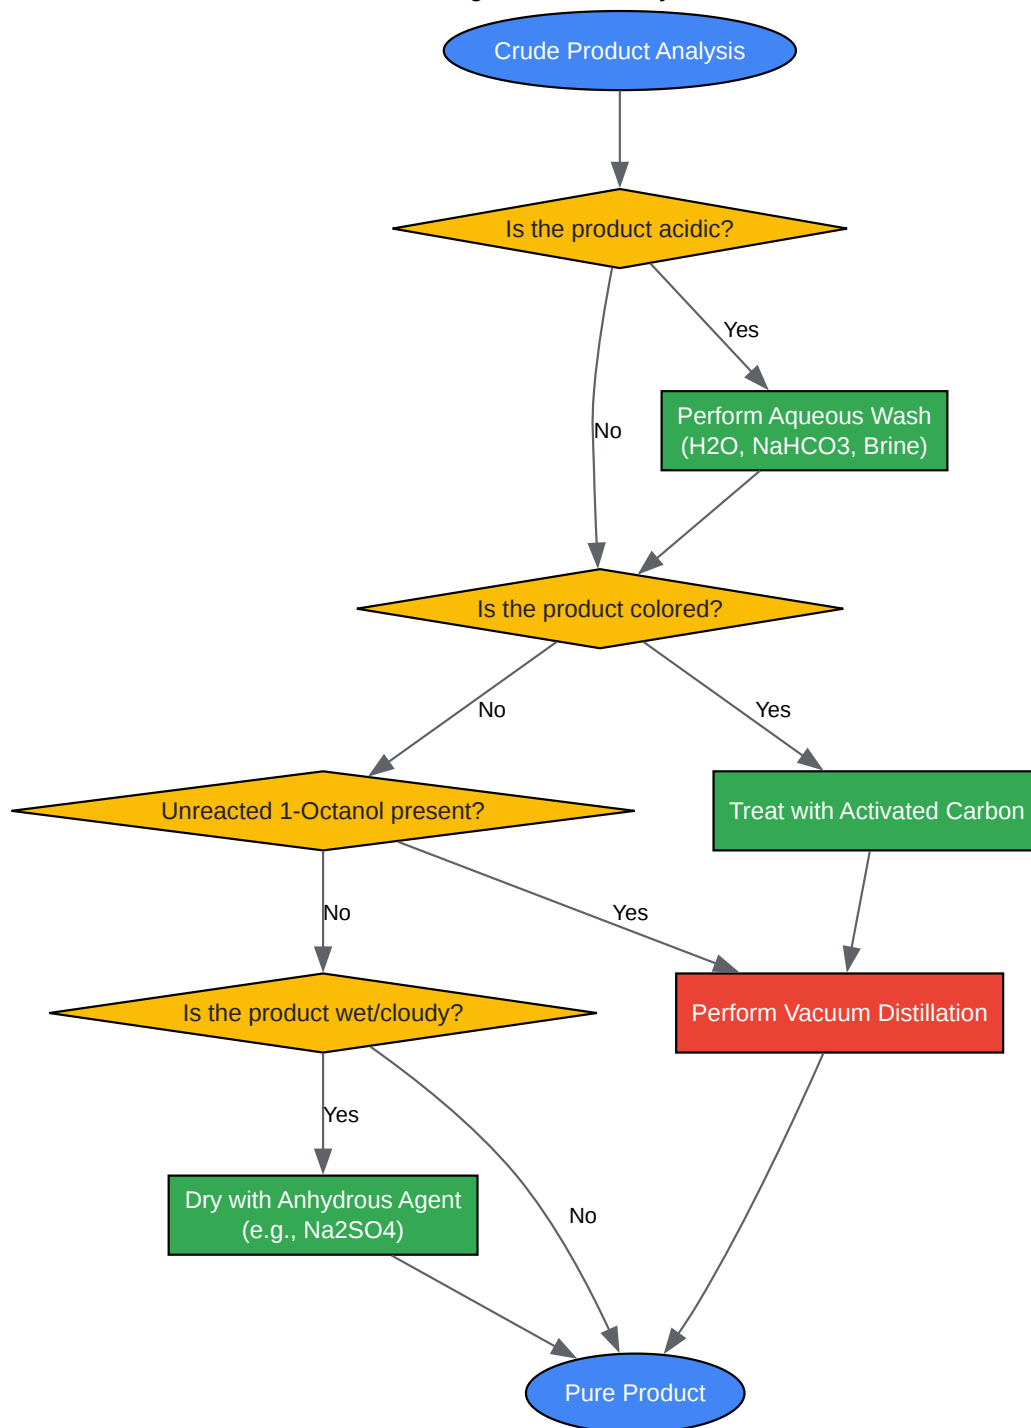 Crude Product Analysis
Is the product acidic?
Yes
Perform Aqueous Wash
(H2O, NaHCO3, Brine)
No
Is the product colored?
No
Yes
Unreacted 1-Octanol present?
Treat with Activated Carbon
No
Yes
Is the product wet/cloudy?
Perform Vacuum Distillation
Yes
Dry with Anhydrous Agent
(e.g., Na2SO4)
No
Pure Product